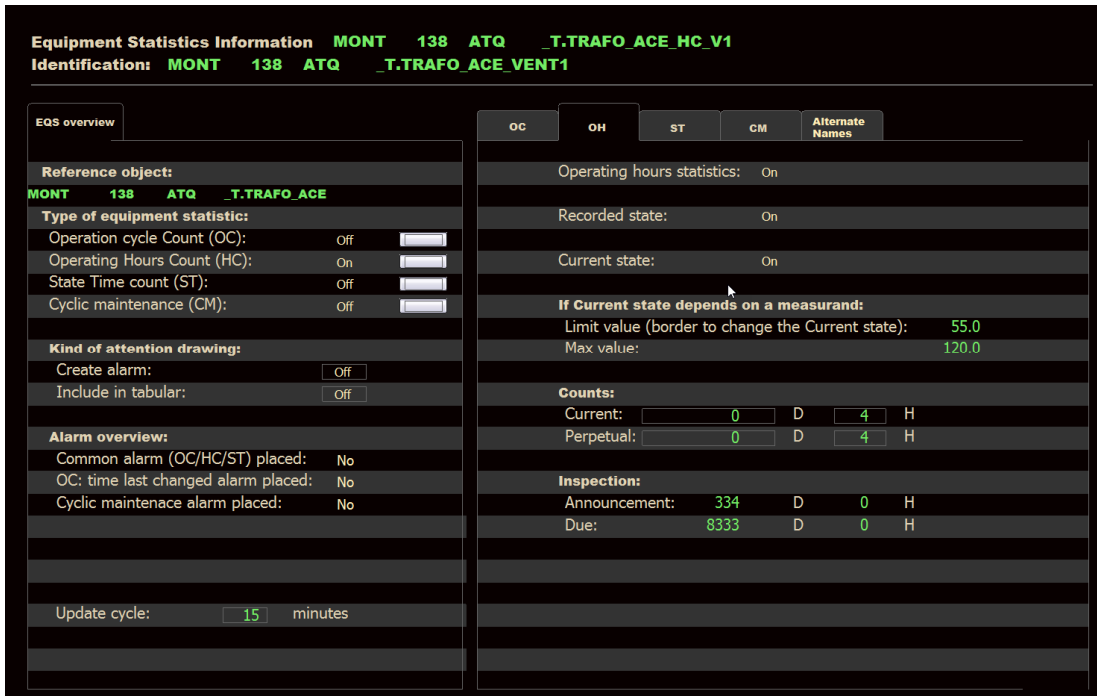 Equipment Statistics Information MONT 138 ATQ _T.TRAFO_ACE_HC_V1
Identification: MONT 138 ATQ _T.TRAFO_ACE_VENT1
EQS overview
Reference object:
MONT 138 ATQ _T.TRAFO_ACE
Type of equipment statistic:
Operation cycle Count (OC): Off
Operating Hours Count (HC): On
State Time count (ST): Off
Cyclic maintenance (CM): Off
Kind of attention drawing:
Create alarm: Off
Include in tabular: Off
Alarm overview:
Common alarm (OC/HC/ST) placed: No
OC: time last changed alarm placed: No
Cyclic maintenace alarm placed: No
Update cycle: 15 minutes
OC OH ST CM Alternate Names
Operating hours statistics: On
Recorded state: On
Current state: On
If Current state depends on a measurand:
Limit value (border to change the Current state): 55.0
Max value: 120.0
Counts:
Current: 0 D 4 H
Perpetual: 0 D 4 H
Inspection:
Announcement: 334 D 0 H
Due: 8333 D 0 H